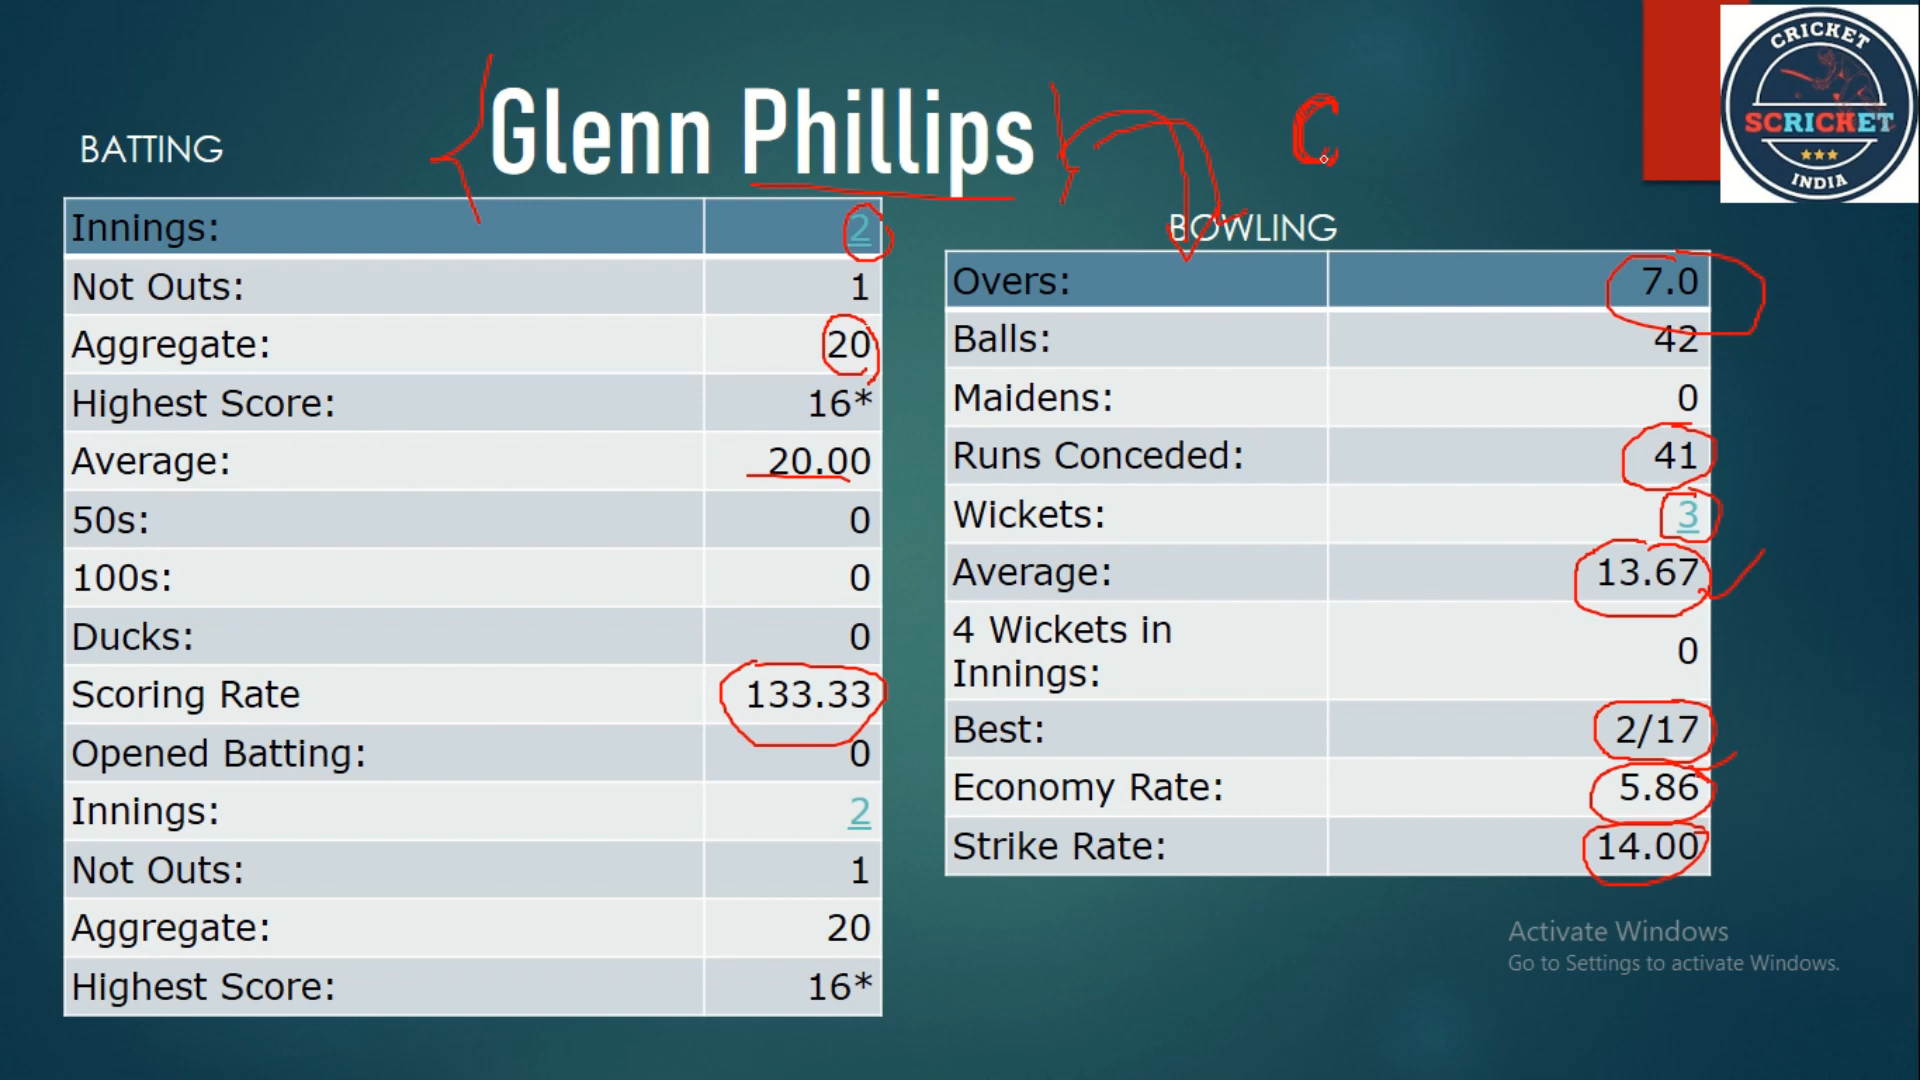 Glenn Phillips
C
CRICKET
SCRICKET
INDIA
BATTING
Innings: 2
Not Outs: 1
Aggregate: 20
Highest Score: 16*
Average: 20.00
50s: 0
100s: 0
Ducks: 0
Scoring Rate 133.33
Opened Batting: 0
Innings: 2
Not Outs: 1
Aggregate: 20
Highest Score: 16*
BOWLING
Overs: 7.0
Balls: 42
Maidens: 0
Runs Conceded: 41
Wickets: 3
Average: 13.67
4 Wickets in
Innings: 0
Best: 2/17
Economy Rate: 5.86
Strike Rate: 14.00
Activate Windows
Go to Settings to activate Windows.